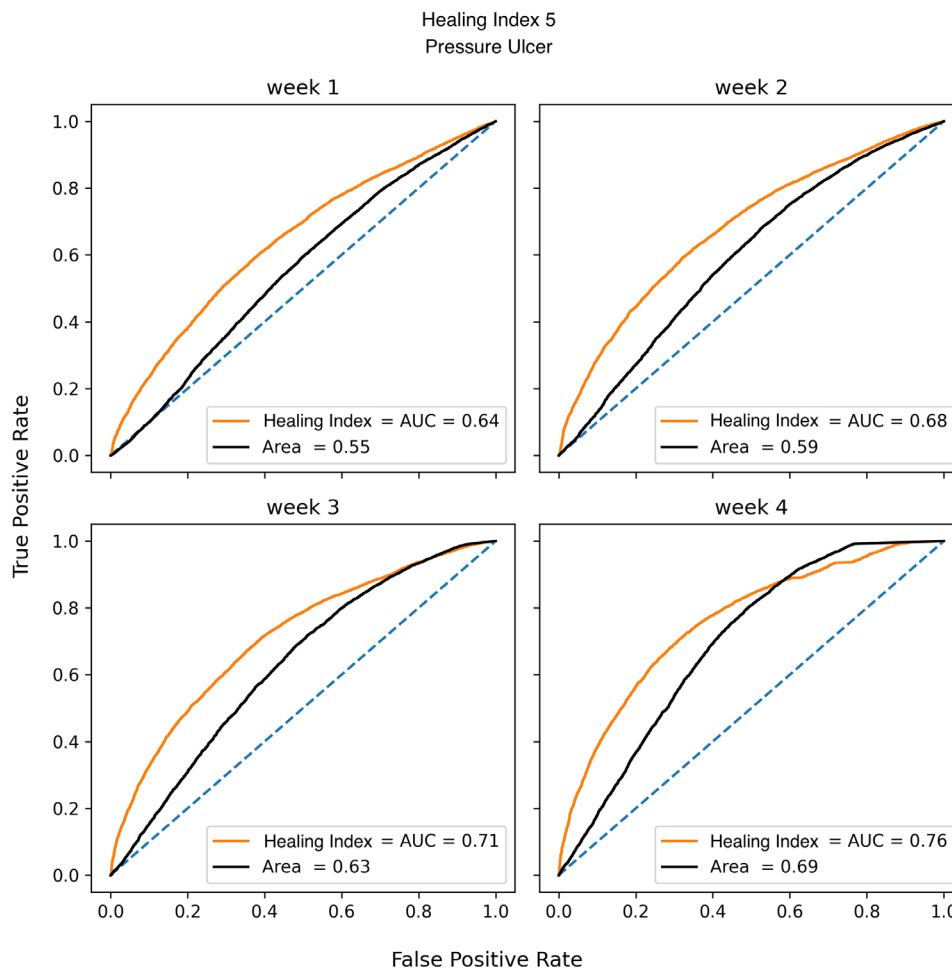 Healing Index 5
Pressure Ulcer
week 1
week 2
1.0
0.8
0.6
0.4
0.2
0.0
Healing Index = AUC = 0.64
Area = 0.55
Healing Index = AUC = 0.68
Area = 0.59
True Positive Rate
week 3
week 4
1.0
0.8
0.6
0.4
0.2
0.0
Healing Index = AUC = 0.71
Area = 0.63
Healing Index = AUC = 0.76
Area = 0.69
0.0 0.2 0.4 0.6 0.8 1.0
0.0 0.2 0.4 0.6 0.8 1.0
False Positive Rate